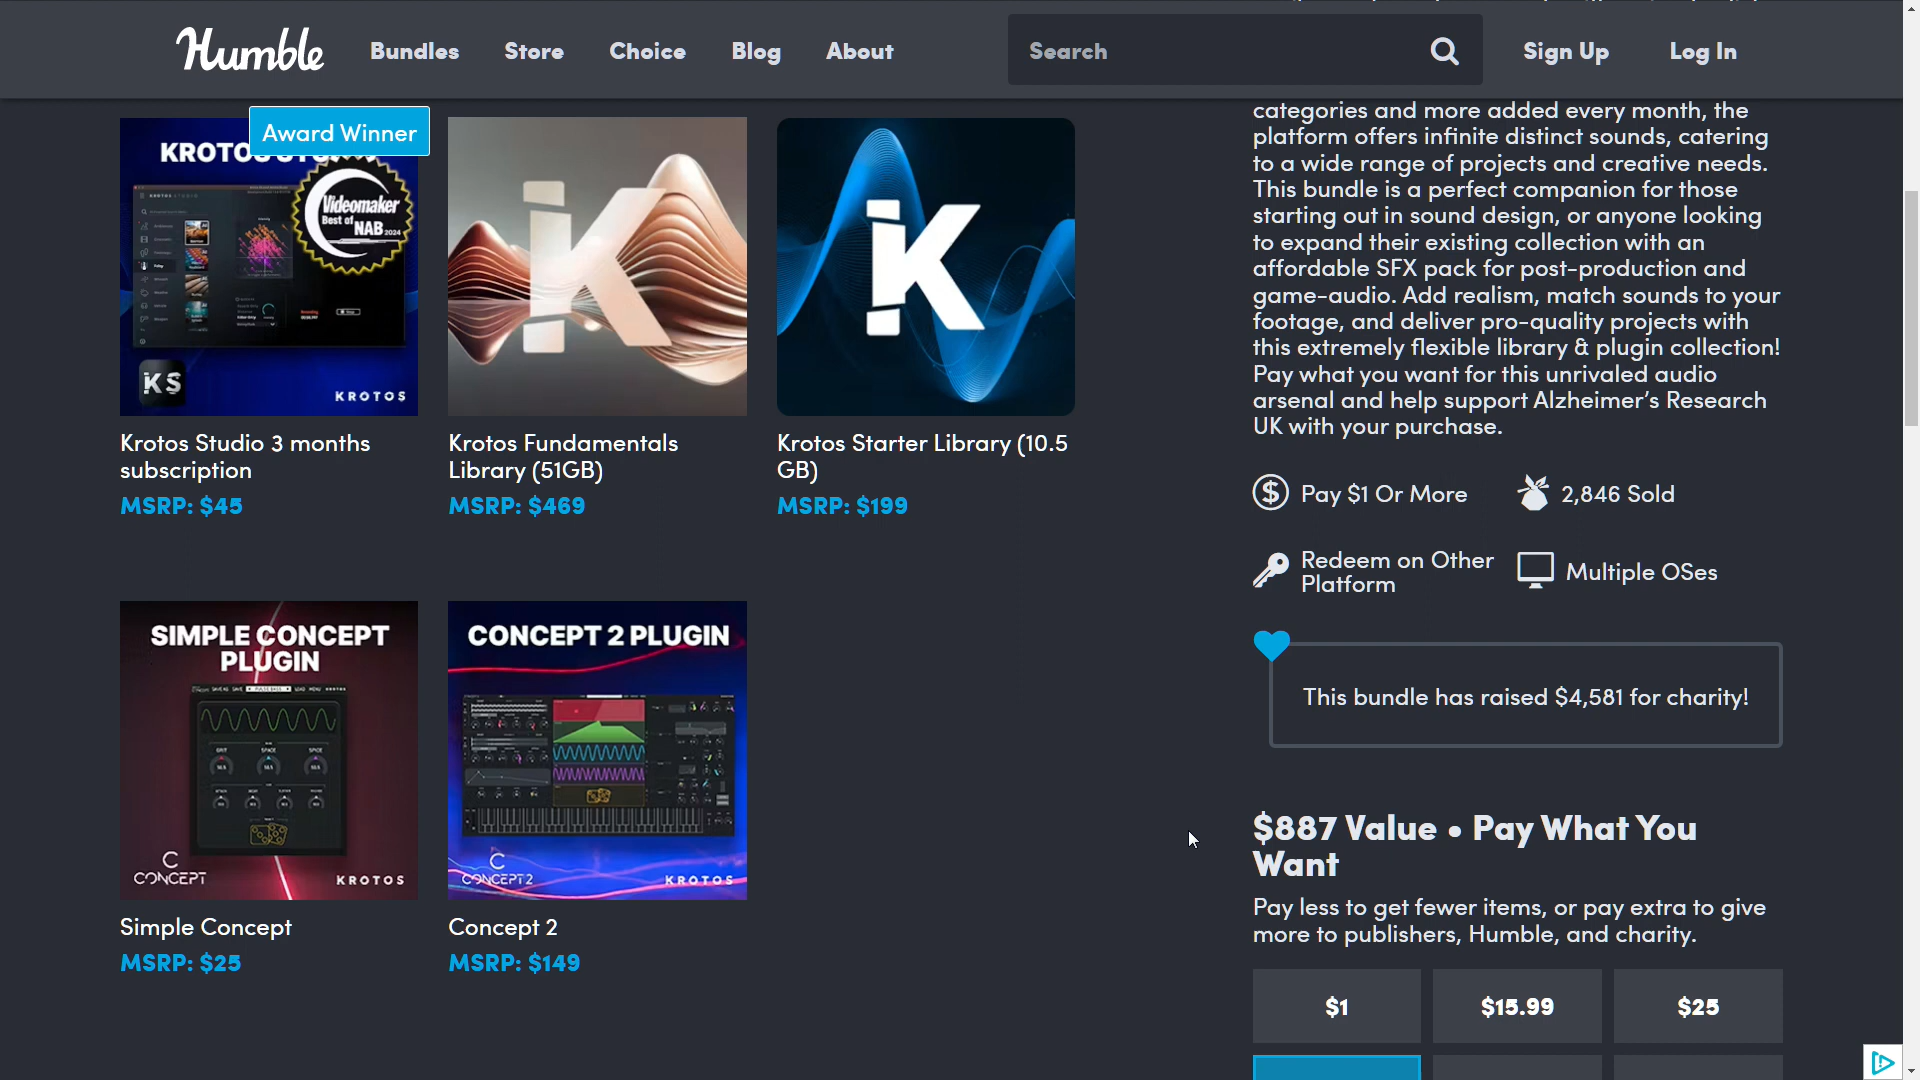 Humble
Bundles
Store
Choice
Blog
About
Search
Sign Up
Log In
Award Winner
Videomaker
Best of
NAB 2024
KS
KROTOS
Krotos Studio 3 months
subscription
MSRP: $45
Krotos Fundamentals
Library (51GB)
MSRP: $469
Krotos Starter Library (10.5
GB)
MSRP: $199
SIMPLE CONCEPT
PLUGIN
GRIT SPACE SPICE
CONCEPT
KROTOS
Simple Concept
MSRP: $25
CONCEPT 2 PLUGIN
CONCEPT 2
KROTOS
Concept 2
MSRP: $149
categories and more added every month, the
platform offers infinite distinct sounds, catering
to a wide range of projects and creative needs.
This bundle is a perfect companion for those
starting out in sound design, or anyone looking
to expand their existing collection with an
affordable SFX pack for post-production and
game-audio. Add realism, match sounds to your
footage, and deliver pro-quality projects with
this extremely flexible library & plugin collection!
Pay what you want for this unrivaled audio
arsenal and help support Alzheimer’s Research
UK with your purchase.
Pay $1 Or More
2,846 Sold
Redeem on Other
Platform
Multiple OSes
This bundle has raised $4,581 for charity!
$887 Value • Pay What You
Want
Pay less to get fewer items, or pay extra to give
more to publishers, Humble, and charity.
$1
$15.99
$25